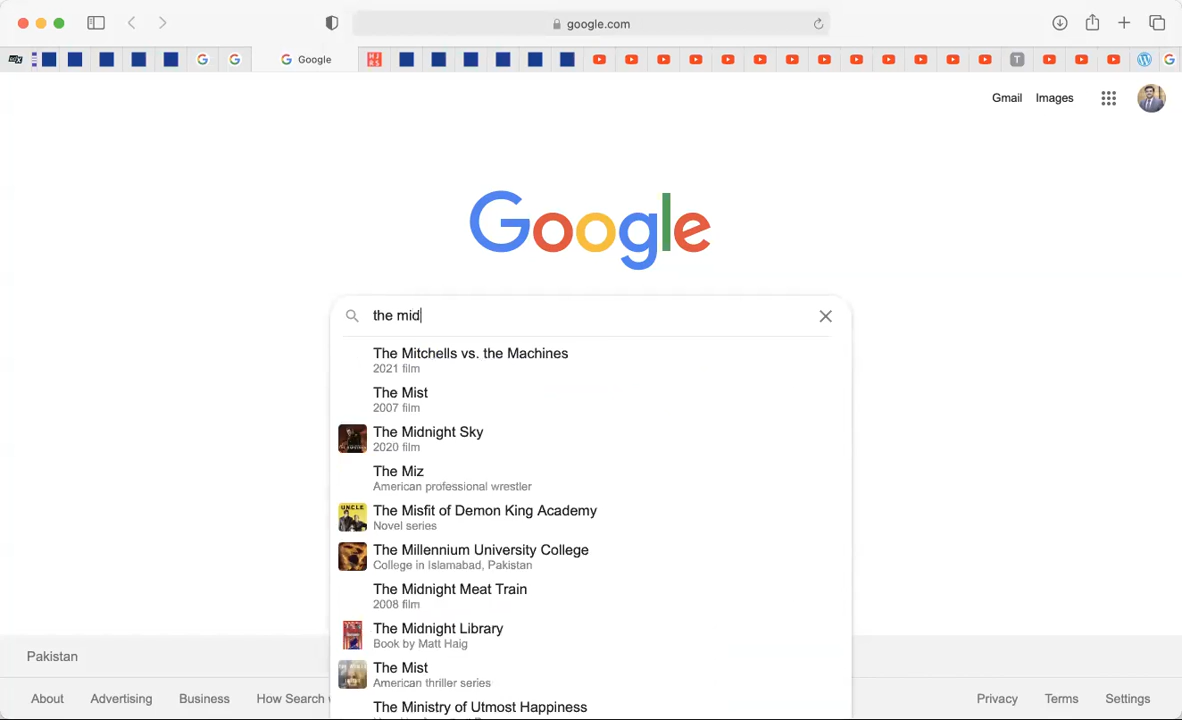 google.com
Google
T
Gmail Images
Google
the mid
The Mitchells vs. the Machines
2021 film
The Mist
2007 film
The Midnight Sky
2020 film
The Miz
American professional wrestler
UNCLE
The Misfit of Demon King Academy
Novel series
The Millennium University College
College in Islamabad, Pakistan
The Midnight Meat Train
2008 film
The Midnight Library
Book by Matt Haig
The Mist
American thriller series
The Ministry of Utmost Happiness
Pakistan
About Advertising Business How Search
Privacy Terms Settings